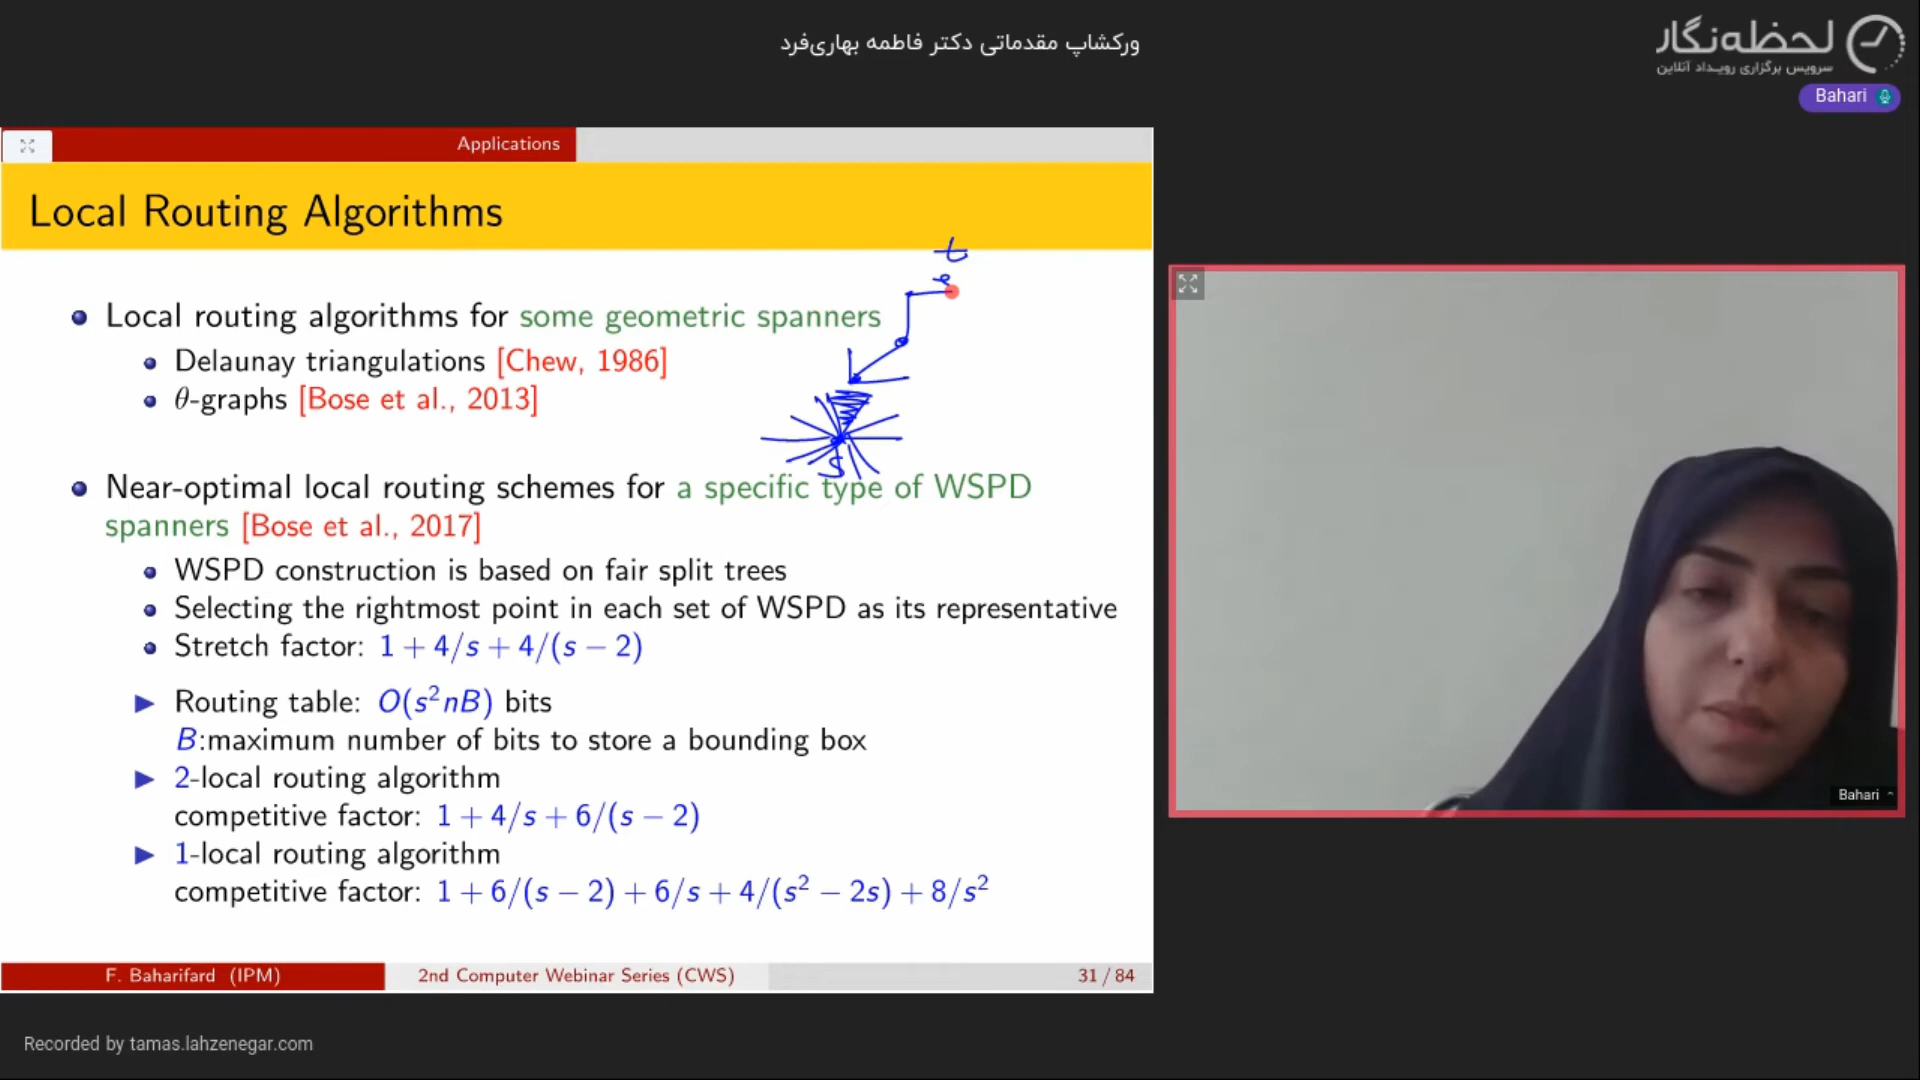 ورکشاپ مقدماتی دکتر فاطمه بهاری‌فرد
لحظه‌نگار
سرویس برگزاری رویداد آنلاین
Bahari
Applications
Local Routing Algorithms
t
Local routing algorithms for some geometric spanners
Delaunay triangulations [Chew, 1986]
θ-graphs [Bose et al., 2013]
s
Near-optimal local routing schemes for a specific type of WSPD
spanners [Bose et al., 2017]
WSPD construction is based on fair split trees
Selecting the rightmost point in each set of WSPD as its representative
Stretch factor: 1 + 4/s + 4/(s − 2)
Routing table: O(s²nB) bits
B:maximum number of bits to store a bounding box
2-local routing algorithm
competitive factor: 1 + 4/s + 6/(s − 2)
1-local routing algorithm
competitive factor: 1 + 6/(s − 2) + 6/s + 4/(s² − 2s) + 8/s²
Bahari
F. Baharifard (IPM)
2nd Computer Webinar Series (CWS)
31 / 84
Recorded by tamas.lahzenegar.com